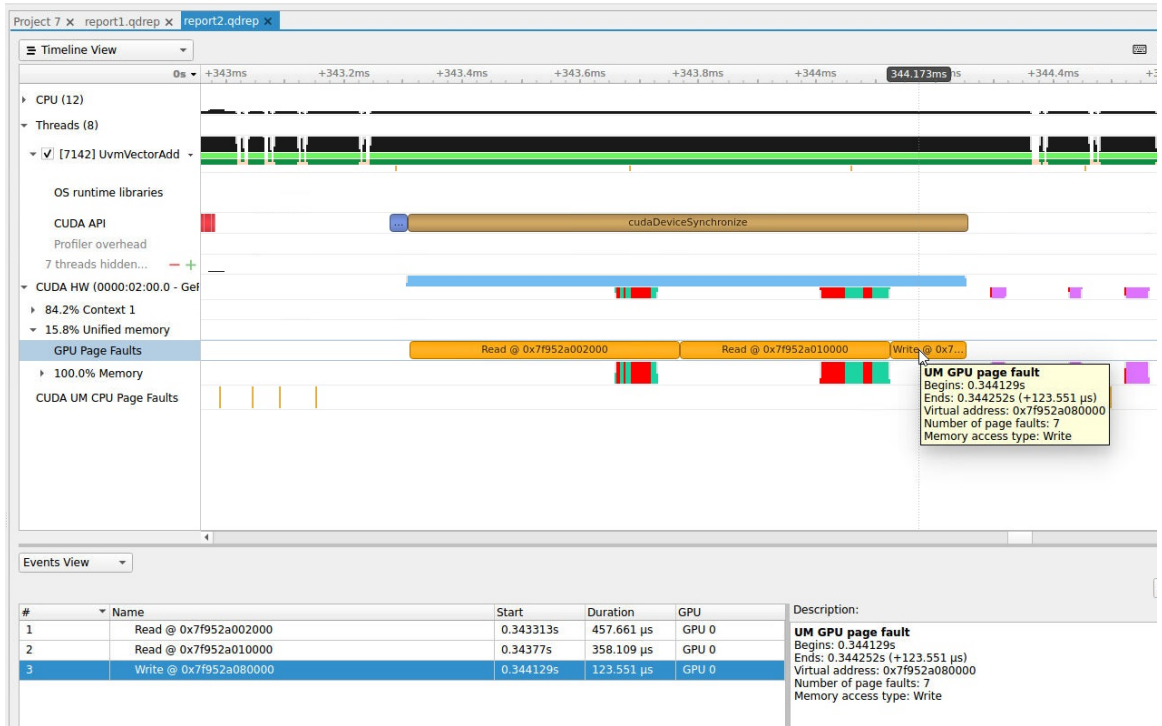 Project 7 × report1.qdrep × report2.qdrep ×
Timeline View
0s +343ms +343.2ms +343.4ms +343.6ms +343.8ms +344ms 344.173ms +344.4ms
CPU (12)
Threads (8)
[7142] UvmVectorAdd
OS runtime libraries
CUDA API ... cudaDeviceSynchronize
Profiler overhead
7 threads hidden... − +
CUDA HW (0000:02:00.0 - GeF
84.2% Context 1
15.8% Unified memory
GPU Page Faults Read @ 0x7f952a002000 Read @ 0x7f952a010000 Write @ 0x7...
100.0% Memory
CUDA UM CPU Page Faults
UM GPU page fault
Begins: 0.344129s
Ends: 0.344252s (+123.551 μs)
Virtual address: 0x7f952a080000
Number of page faults: 7
Memory access type: Write
Events View
# Name Start Duration GPU
1 Read @ 0x7f952a002000 0.343313s 457.661 μs GPU 0
2 Read @ 0x7f952a010000 0.34377s 358.109 μs GPU 0
3 Write @ 0x7f952a080000 0.344129s 123.551 μs GPU 0
Description:
UM GPU page fault
Begins: 0.344129s
Ends: 0.344252s (+123.551 μs)
Virtual address: 0x7f952a080000
Number of page faults: 7
Memory access type: Write